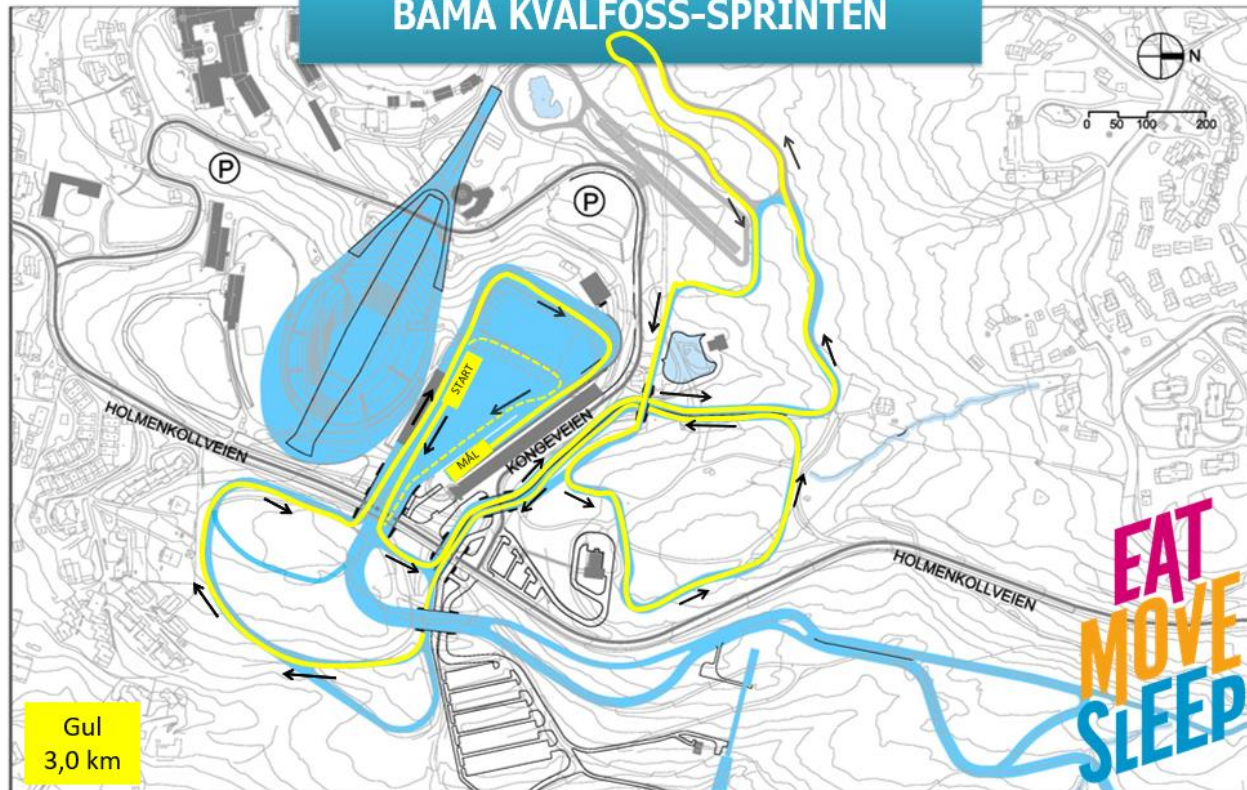 BAMA KVALFOSS-SPRINTEN
N
0 50 100 200
P
P
START
MÅL
KONGEVEIEN
HOLMENKOLLVEIEN
HOLMENKOLLVEIEN
EAT
MOVE
SLEEP
Gul
3,0 km